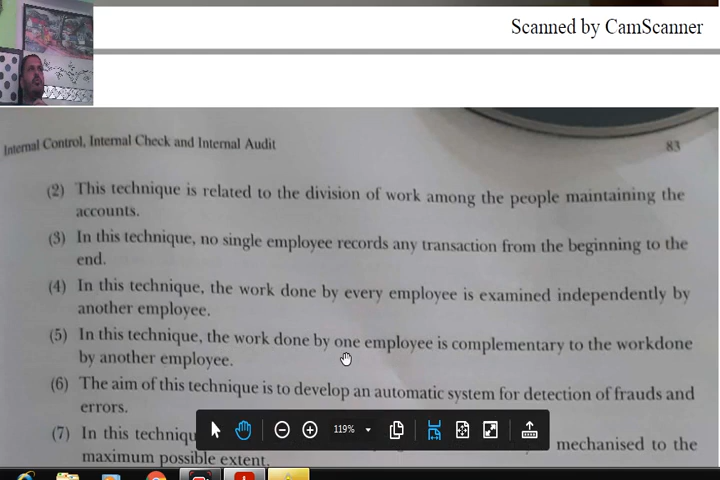 Scanned by CamScanner
Internal Control, Internal Check and Internal Audit 83
(2) This technique is related to the division of work among the people maintaining the
accounts.
(3) In this technique, no single employee records any transaction from the beginning to the
end.
(4) In this technique, the work done by every employee is examined independently by
another employee.
(5) In this technique, the work done by one employee is complementary to the workdone
by another employee.
(6) The aim of this technique is to develop an automatic system for detection of frauds and
errors.
(7) In this techniqu mechanised to the
maximum possible extent.
119%